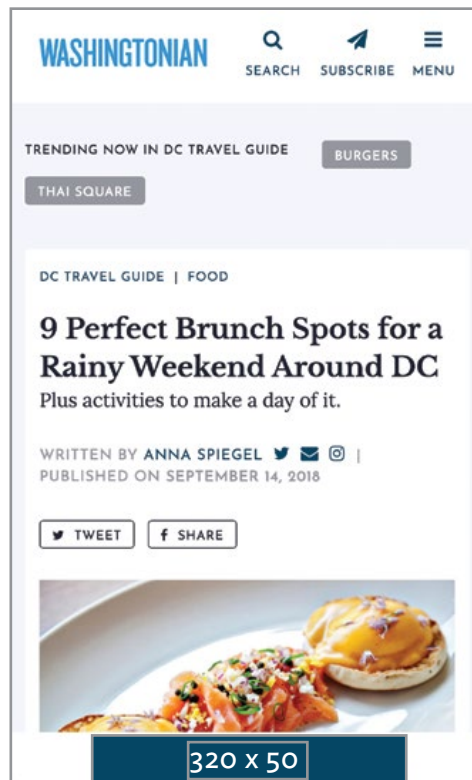 WASHINGTONIAN
SEARCH SUBSCRIBE MENU
TRENDING NOW IN DC TRAVEL GUIDE BURGERS
THAI SQUARE
DC TRAVEL GUIDE | FOOD
9 Perfect Brunch Spots for a
Rainy Weekend Around DC
Plus activities to make a day of it.
WRITTEN BY ANNA SPIEGEL |
PUBLISHED ON SEPTEMBER 14, 2018
TWEET SHARE
320 x 50